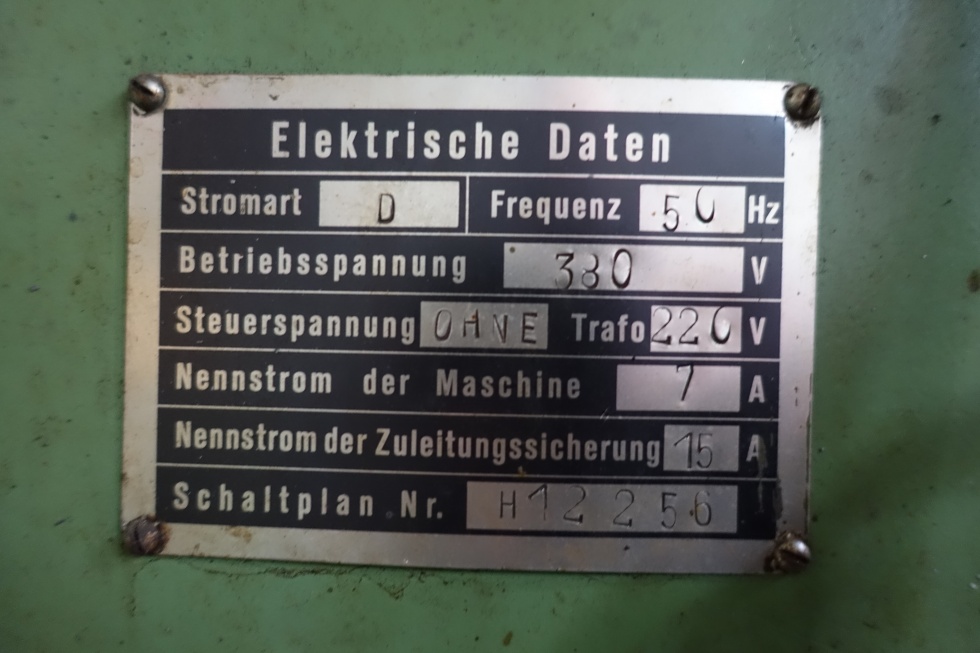 Elektrische Daten
Stromart D Frequenz 50 Hz
Betriebsspannung 380 V
Steuerspannung OHNE Trafo 220 V
Nennstrom der Maschine 7 A
Nennstrom der Zuleitungssicherung 15 A
Schaltplan Nr. H12256